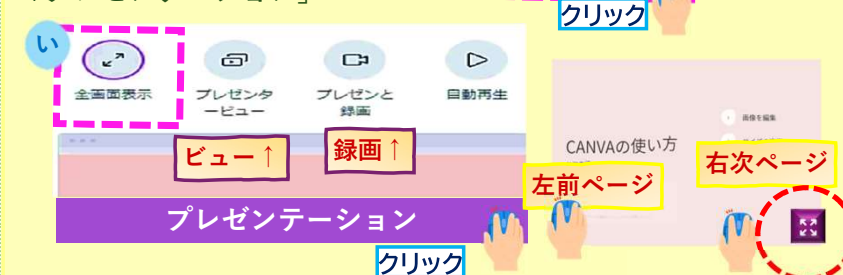 クリック
い
全画面表示
プレゼンタ
ービュー
プレゼンと
録画
自動再生
ビュー↑
録画↑
プレゼンテーション
クリック
画像を編集
CANVAの使い方
左前ページ
右次ページ